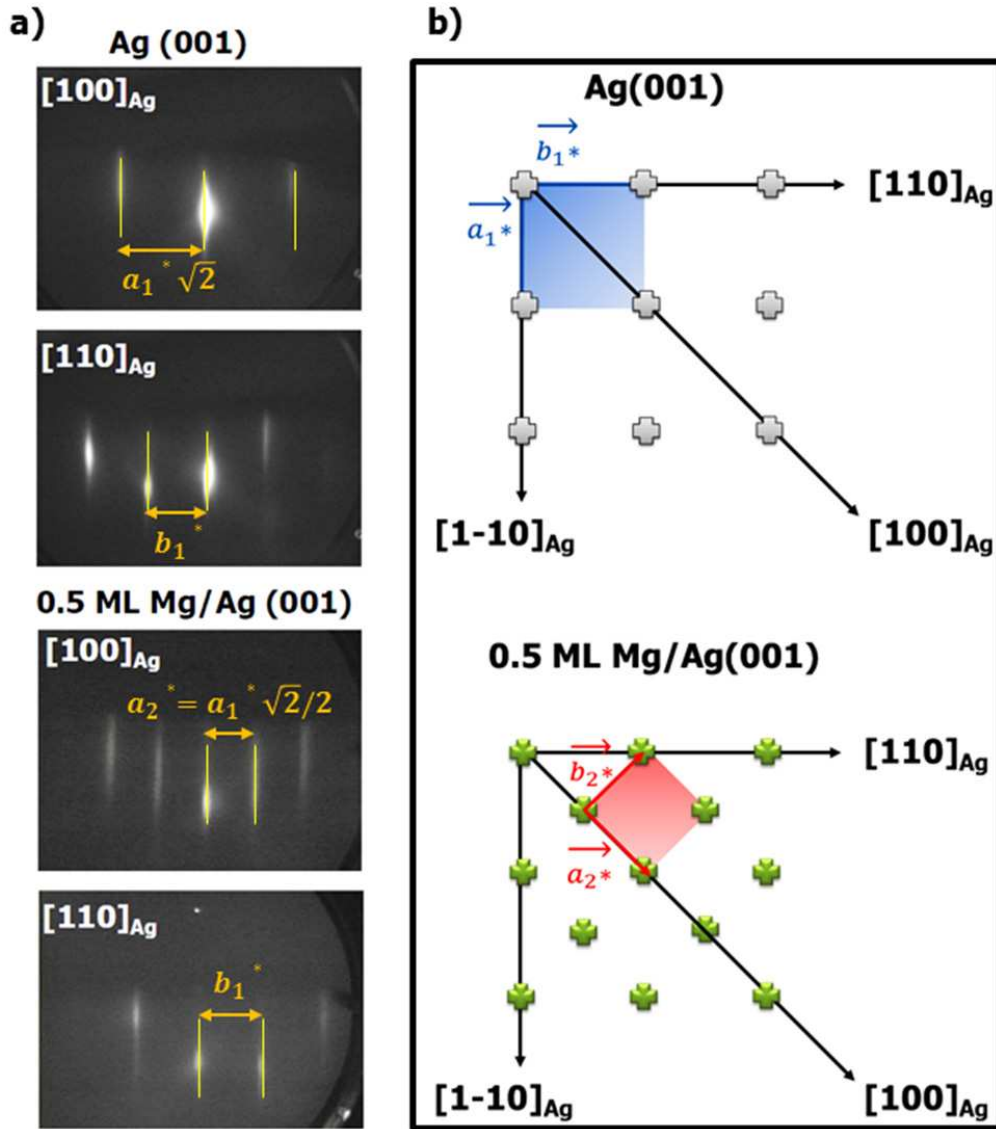 a)
Ag (001)
[100]Ag
a1* √2
[110]Ag
b1*
0.5 ML Mg/Ag (001)
[100]Ag
a2* = a1* √2/2
[110]Ag
b1*
b)
Ag(001)
b1*
[110]Ag
a1*
[1-10]Ag
[100]Ag
0.5 ML Mg/Ag(001)
[110]Ag
b2*
a2*
[1-10]Ag
[100]Ag